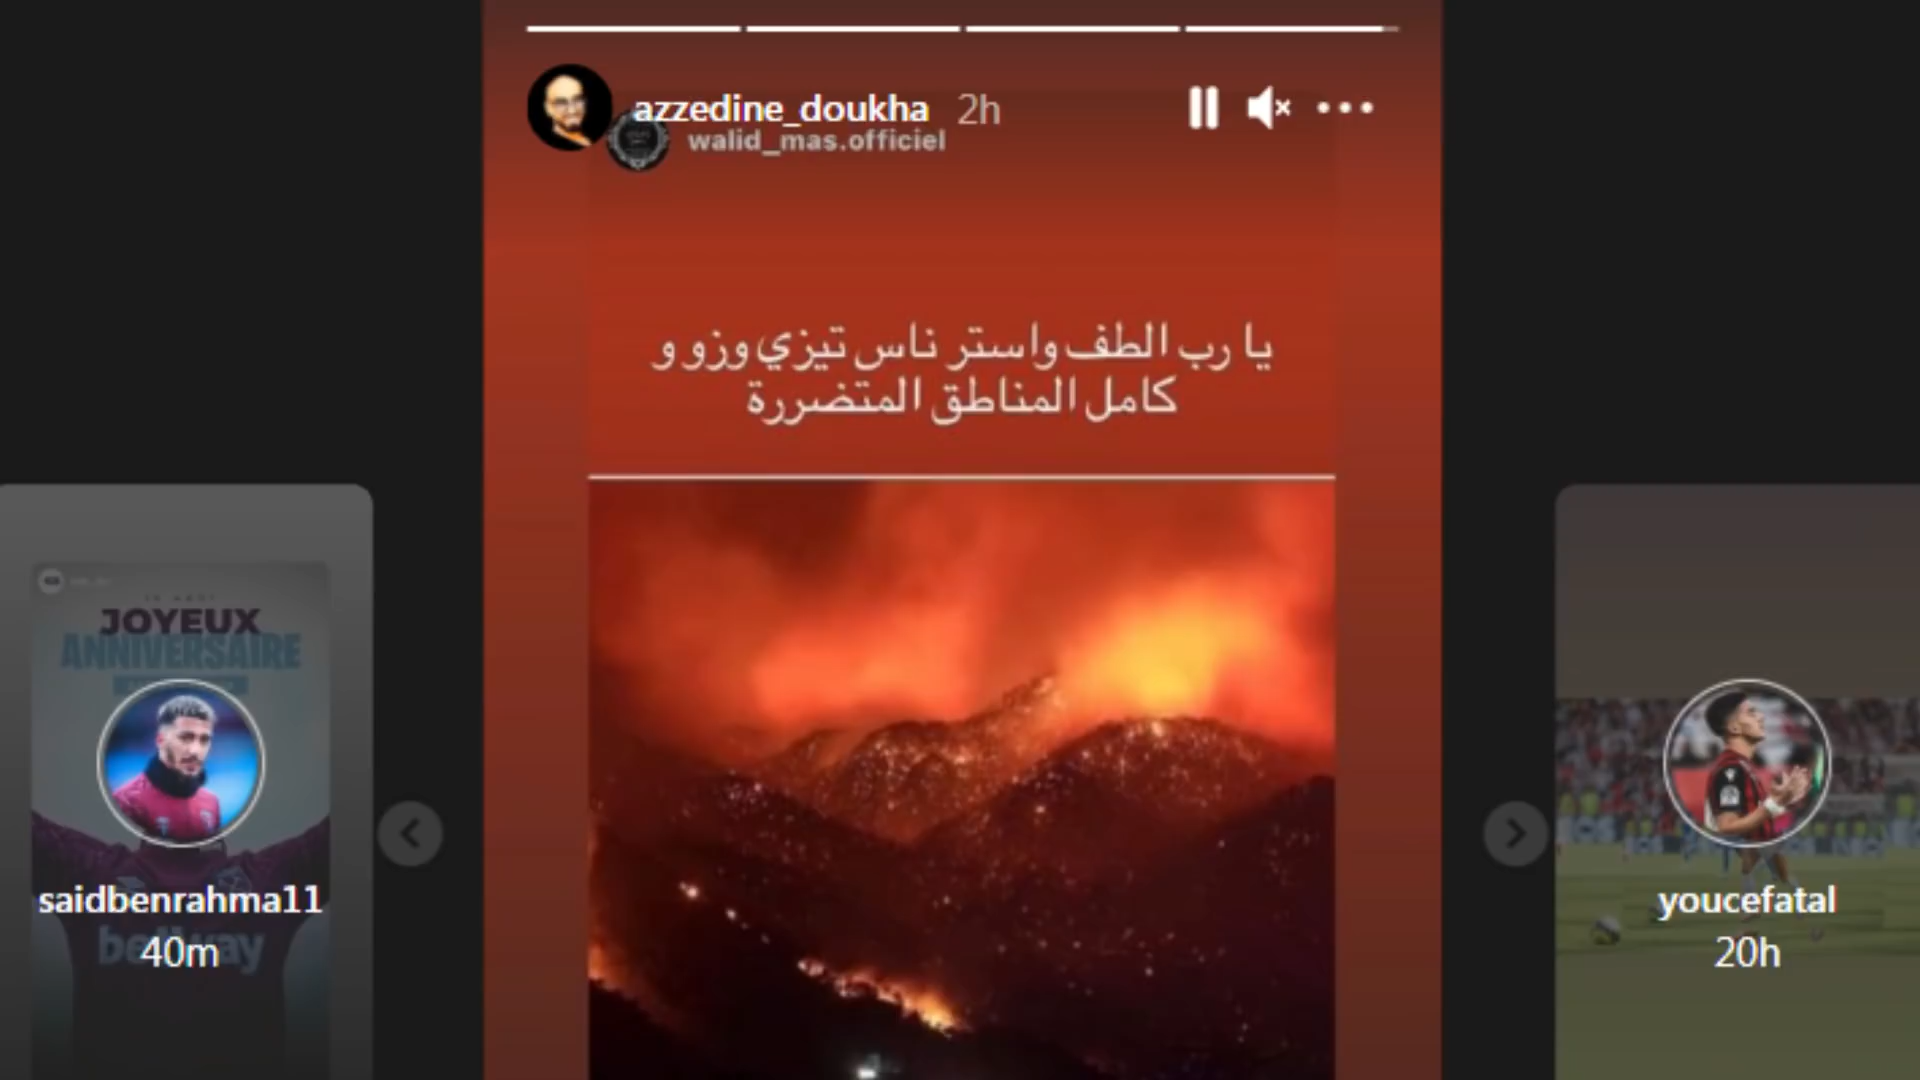 azzedine_doukha 2h
walid_mas.officiel
يا رب الطف واستر ناس تيزي وزو و
كامل المناطق المتضررة
JOYEUX
ANNIVERSAIRE
saidbenrahma11
40m
betway
youcefatal
20h